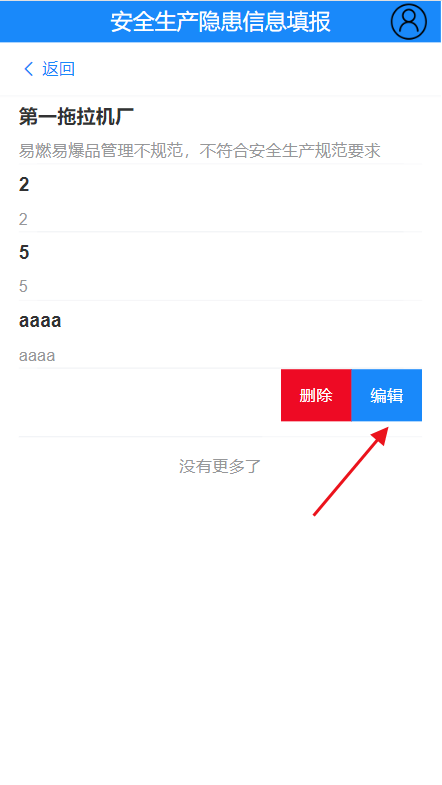 安全生产隐患信息填报
返回
第一拖拉机厂
易燃易爆品管理不规范，不符合安全生产规范要求
2
2
5
5
aaaa
aaaa
删除 编辑
没有更多了